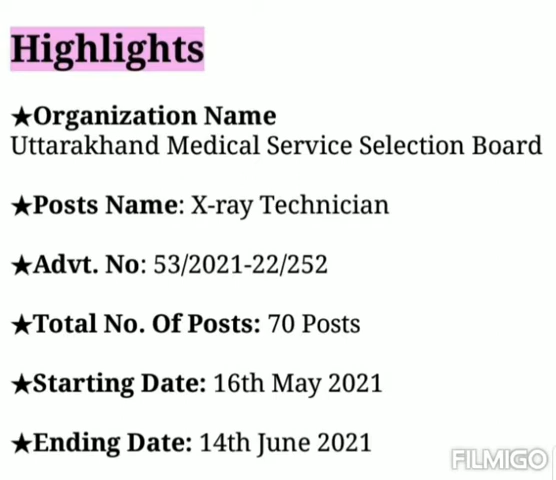 Highlights
★Organization Name
Uttarakhand Medical Service Selection Board
★Posts Name: X-ray Technician
★Advt. No: 53/2021-22/252
★Total No. Of Posts: 70 Posts
★Starting Date: 16th May 2021
★Ending Date: 14th June 2021
FILMIGO